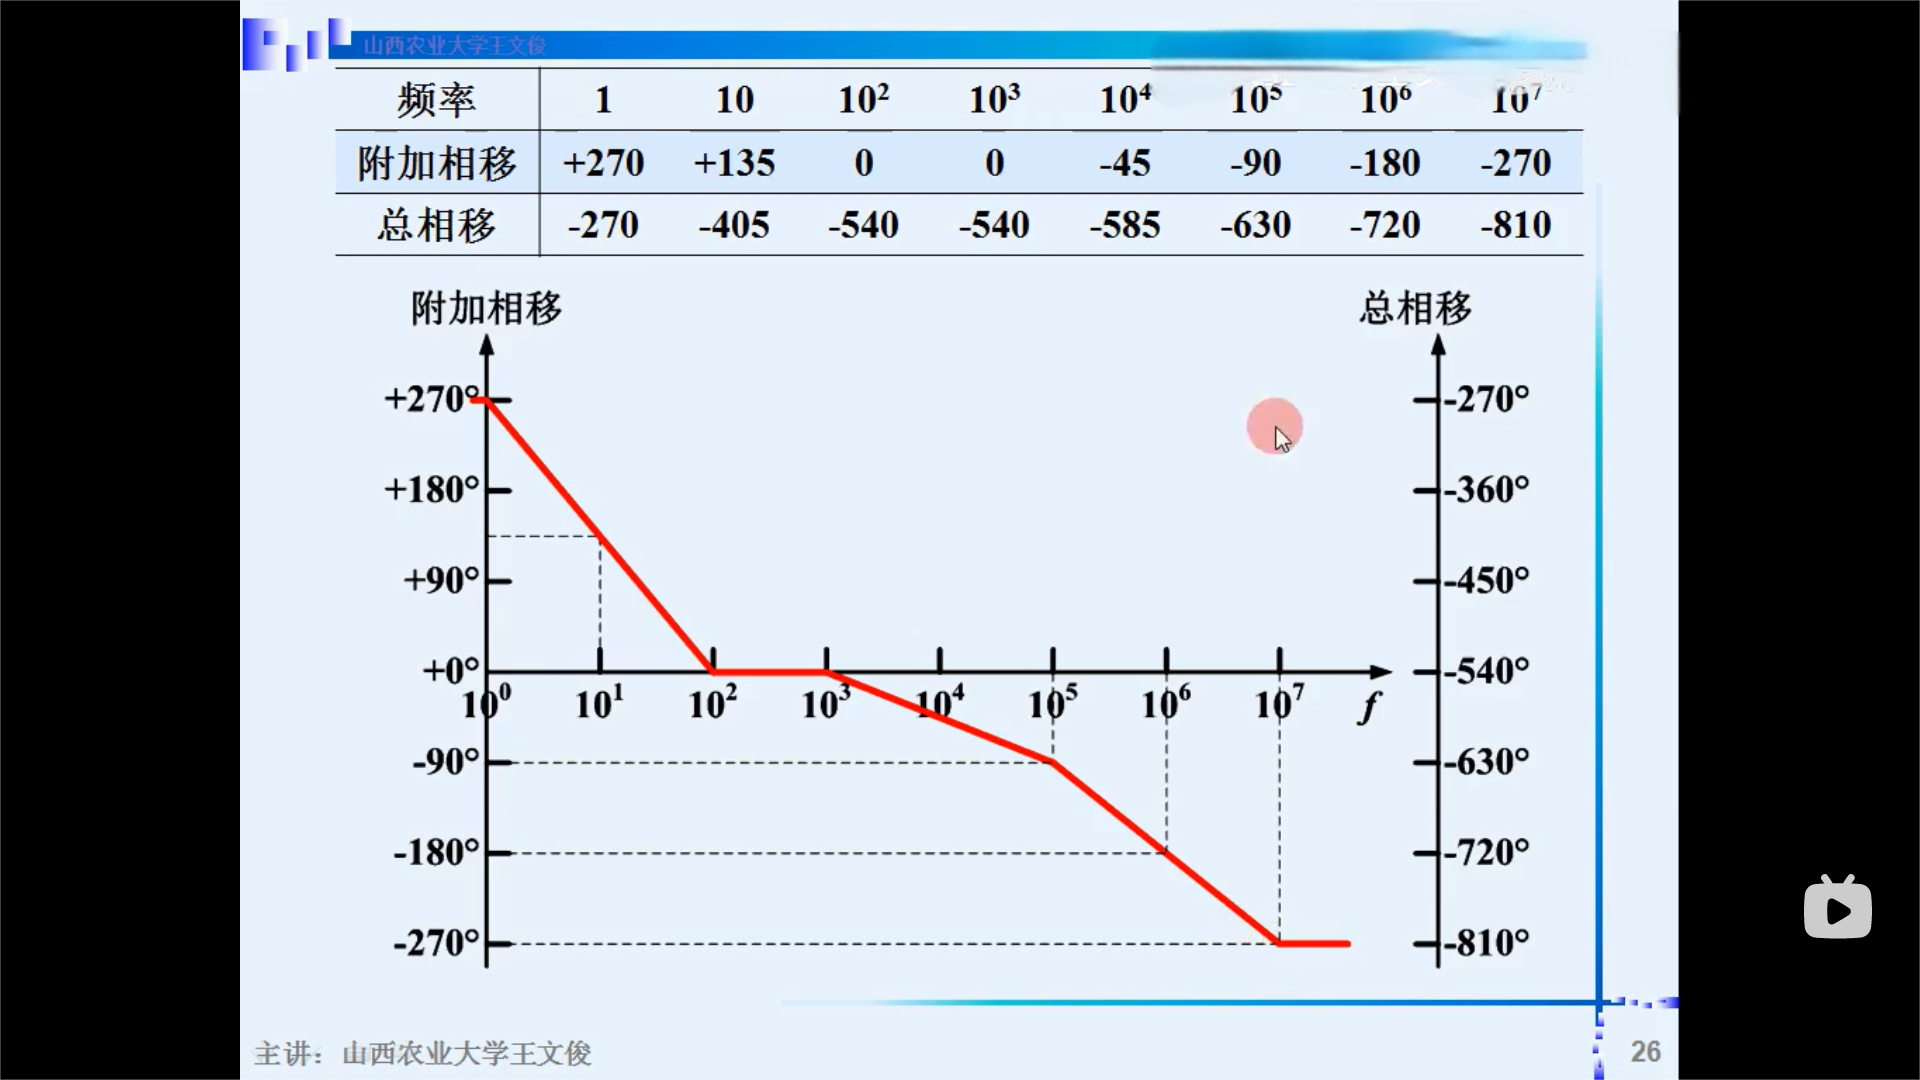 山西农业大学王文俊
频率 1 10 10² 10³ 10⁴ 10⁵ 10⁶ 10⁷
附加相移 +270 +135 0 0 -45 -90 -180 -270
总相移 -270 -405 -540 -540 -585 -630 -720 -810
附加相移 总相移
+270° -270°
+180° -360°
+90° -450°
+0° -540°
10⁰ 10¹ 10² 10³ 10⁴ 10⁵ 10⁶ 10⁷ f
-90° -630°
-180° -720°
-270° -810°
主讲：山西农业大学王文俊 26